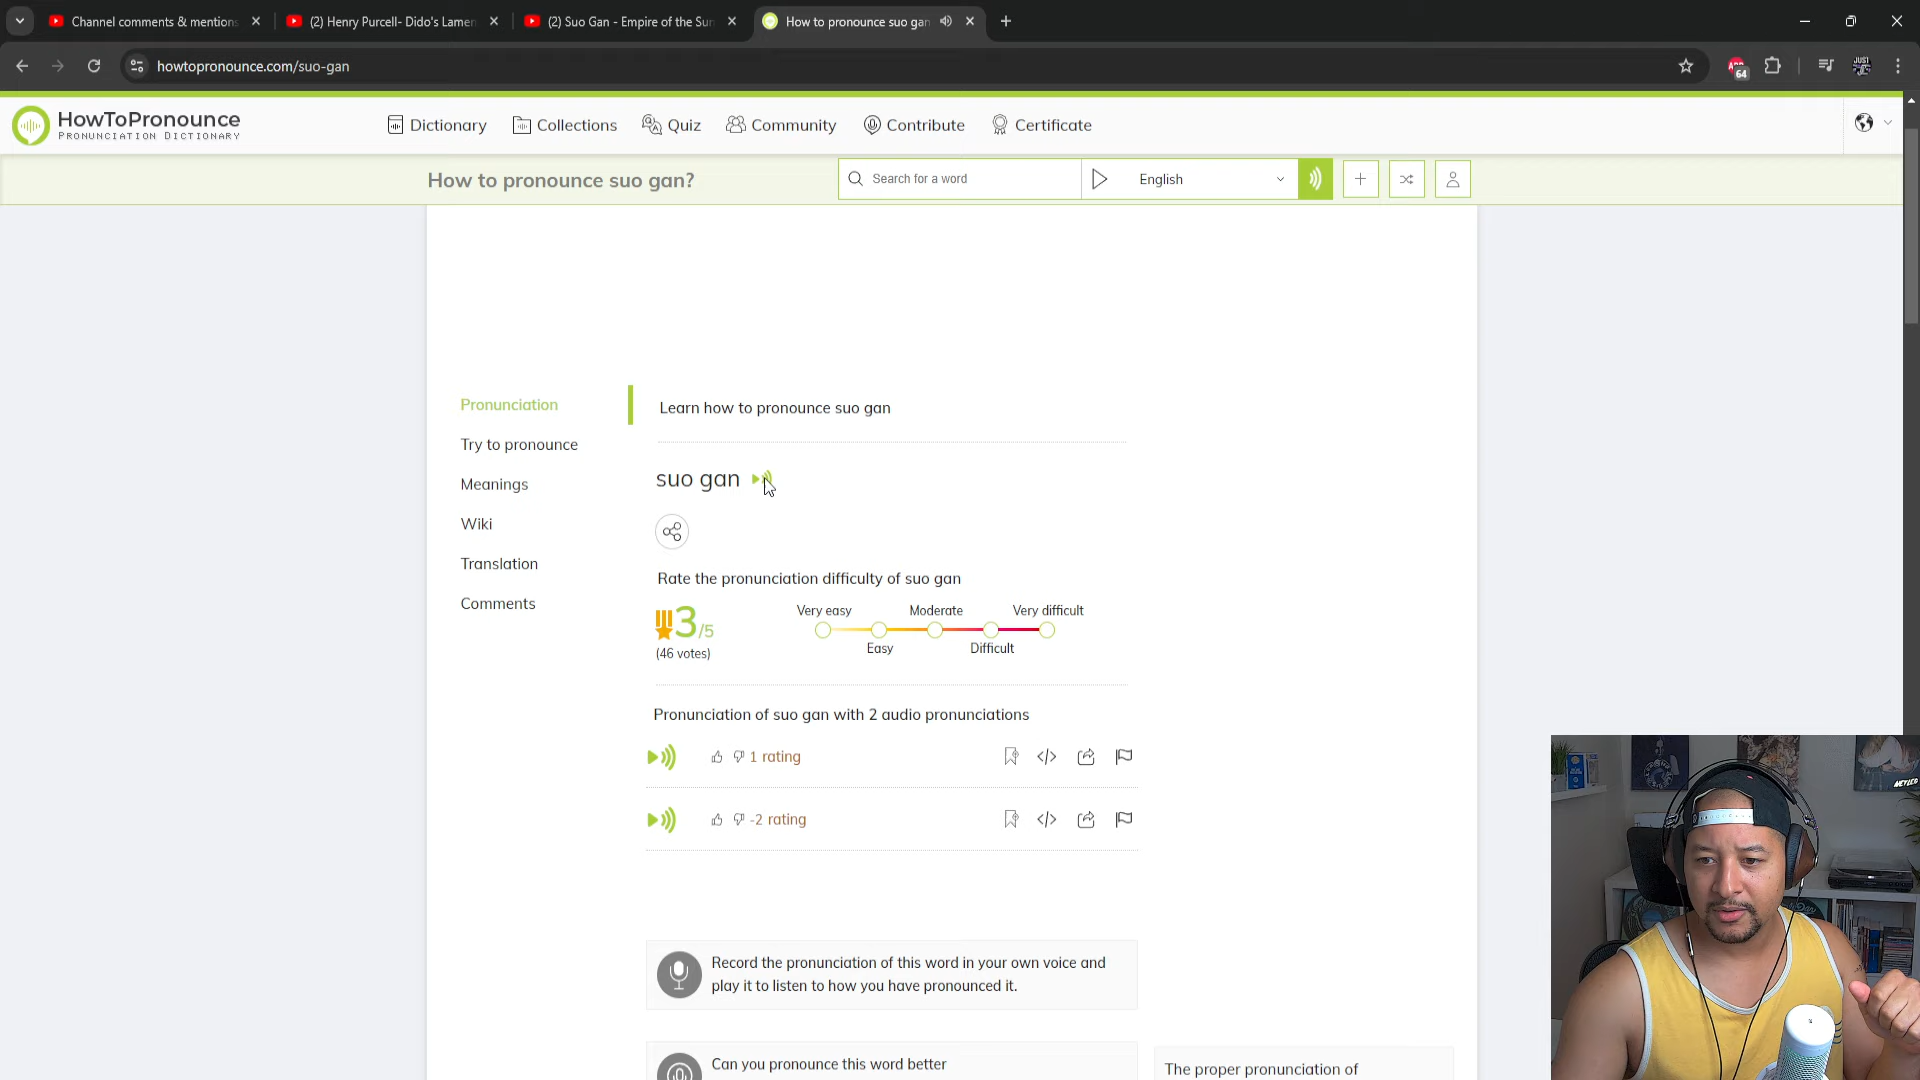 Channel comments & mentions
(2) Henry Purcell- Dido's Lamen
(2) Suo Gan - Empire of the Sun
How to pronounce suo gan
howtopronounce.com/suo-gan
64
JUST
HowToPronounce
PRONUNCIATION DICTIONARY
Dictionary
Collections
Quiz
Community
Contribute
Certificate
How to pronounce suo gan?
Search for a word
English
Pronunciation
Try to pronounce
Meanings
Wiki
Translation
Comments
Learn how to pronounce suo gan
suo gan
Rate the pronunciation difficulty of suo gan
3/5
(46 votes)
Very easy
Moderate
Very difficult
Easy
Difficult
Pronunciation of suo gan with 2 audio pronunciations
1 rating
-2 rating
Record the pronunciation of this word in your own voice and
play it to listen to how you have pronounced it.
Can you pronounce this word better
The proper pronunciation of